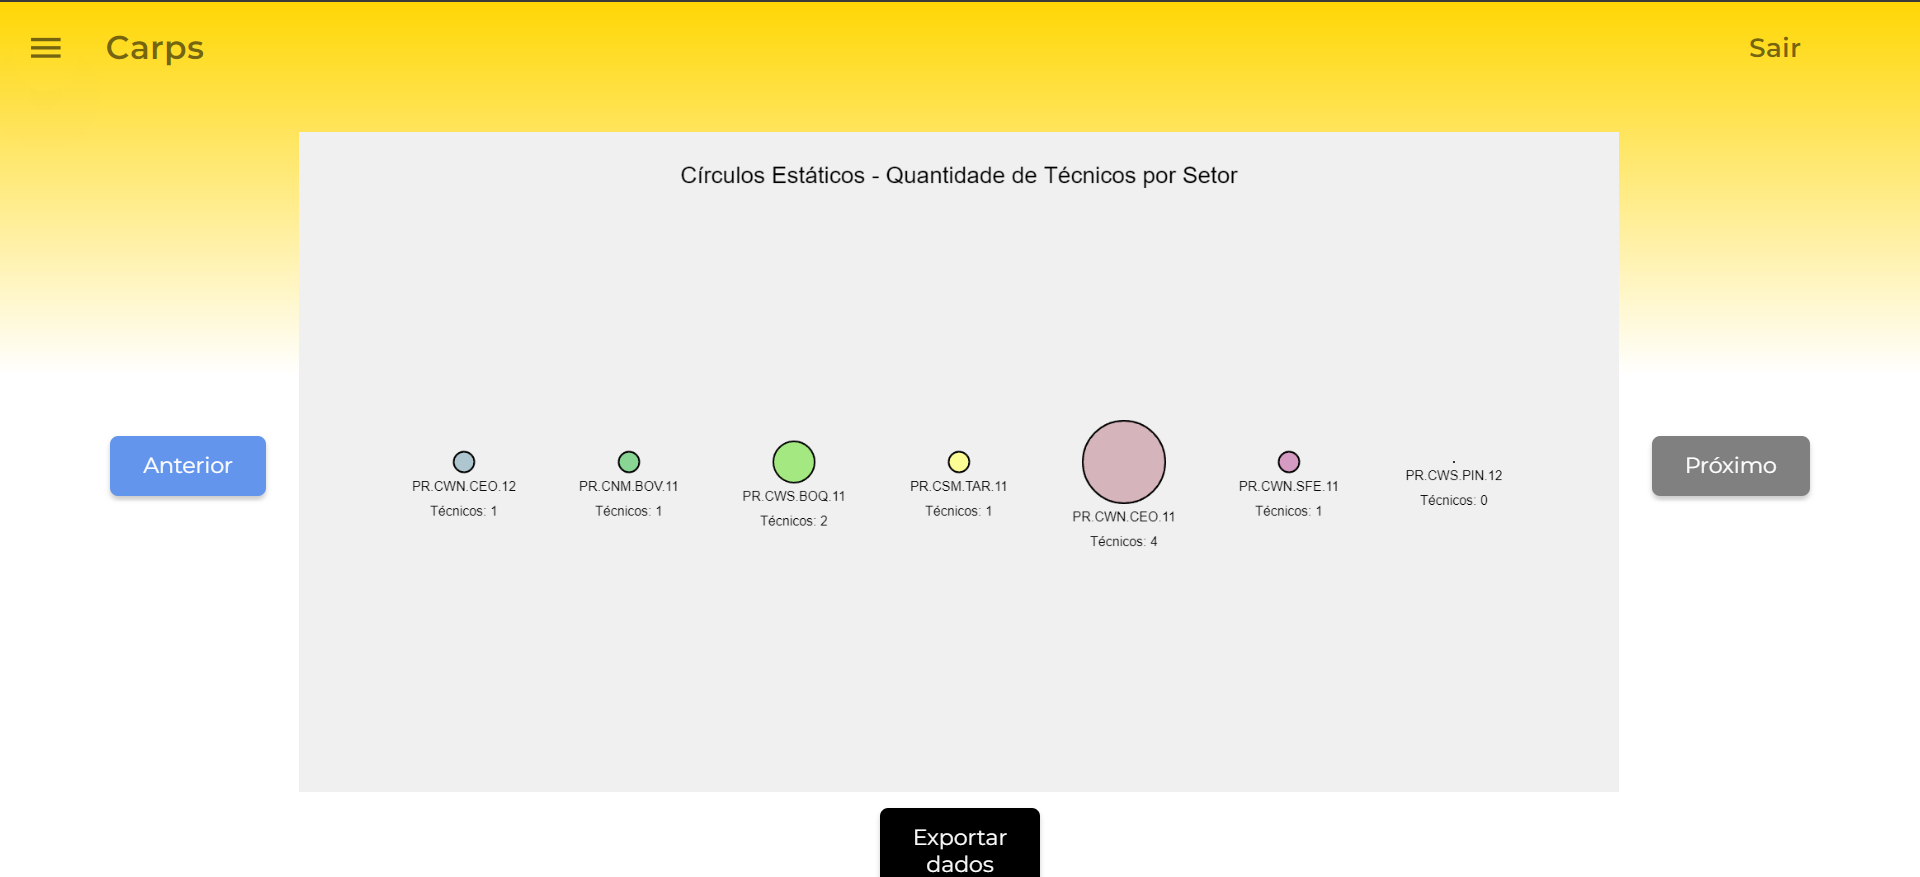 Carps
Sair
Círculos Estáticos - Quantidade de Técnicos por Setor
Anterior
PR.CWN.CEO.12
Técnicos: 1
PR.CNM.BOV.11
Técnicos: 1
PR.CWS.BOQ.11
Técnicos: 2
PR.CSM.TAR.11
Técnicos: 1
PR.CWN.CEO.11
Técnicos: 4
PR.CWN.SFE.11
Técnicos: 1
PR.CWS.PIN.12
Técnicos: 0
Próximo
Exportar
dados